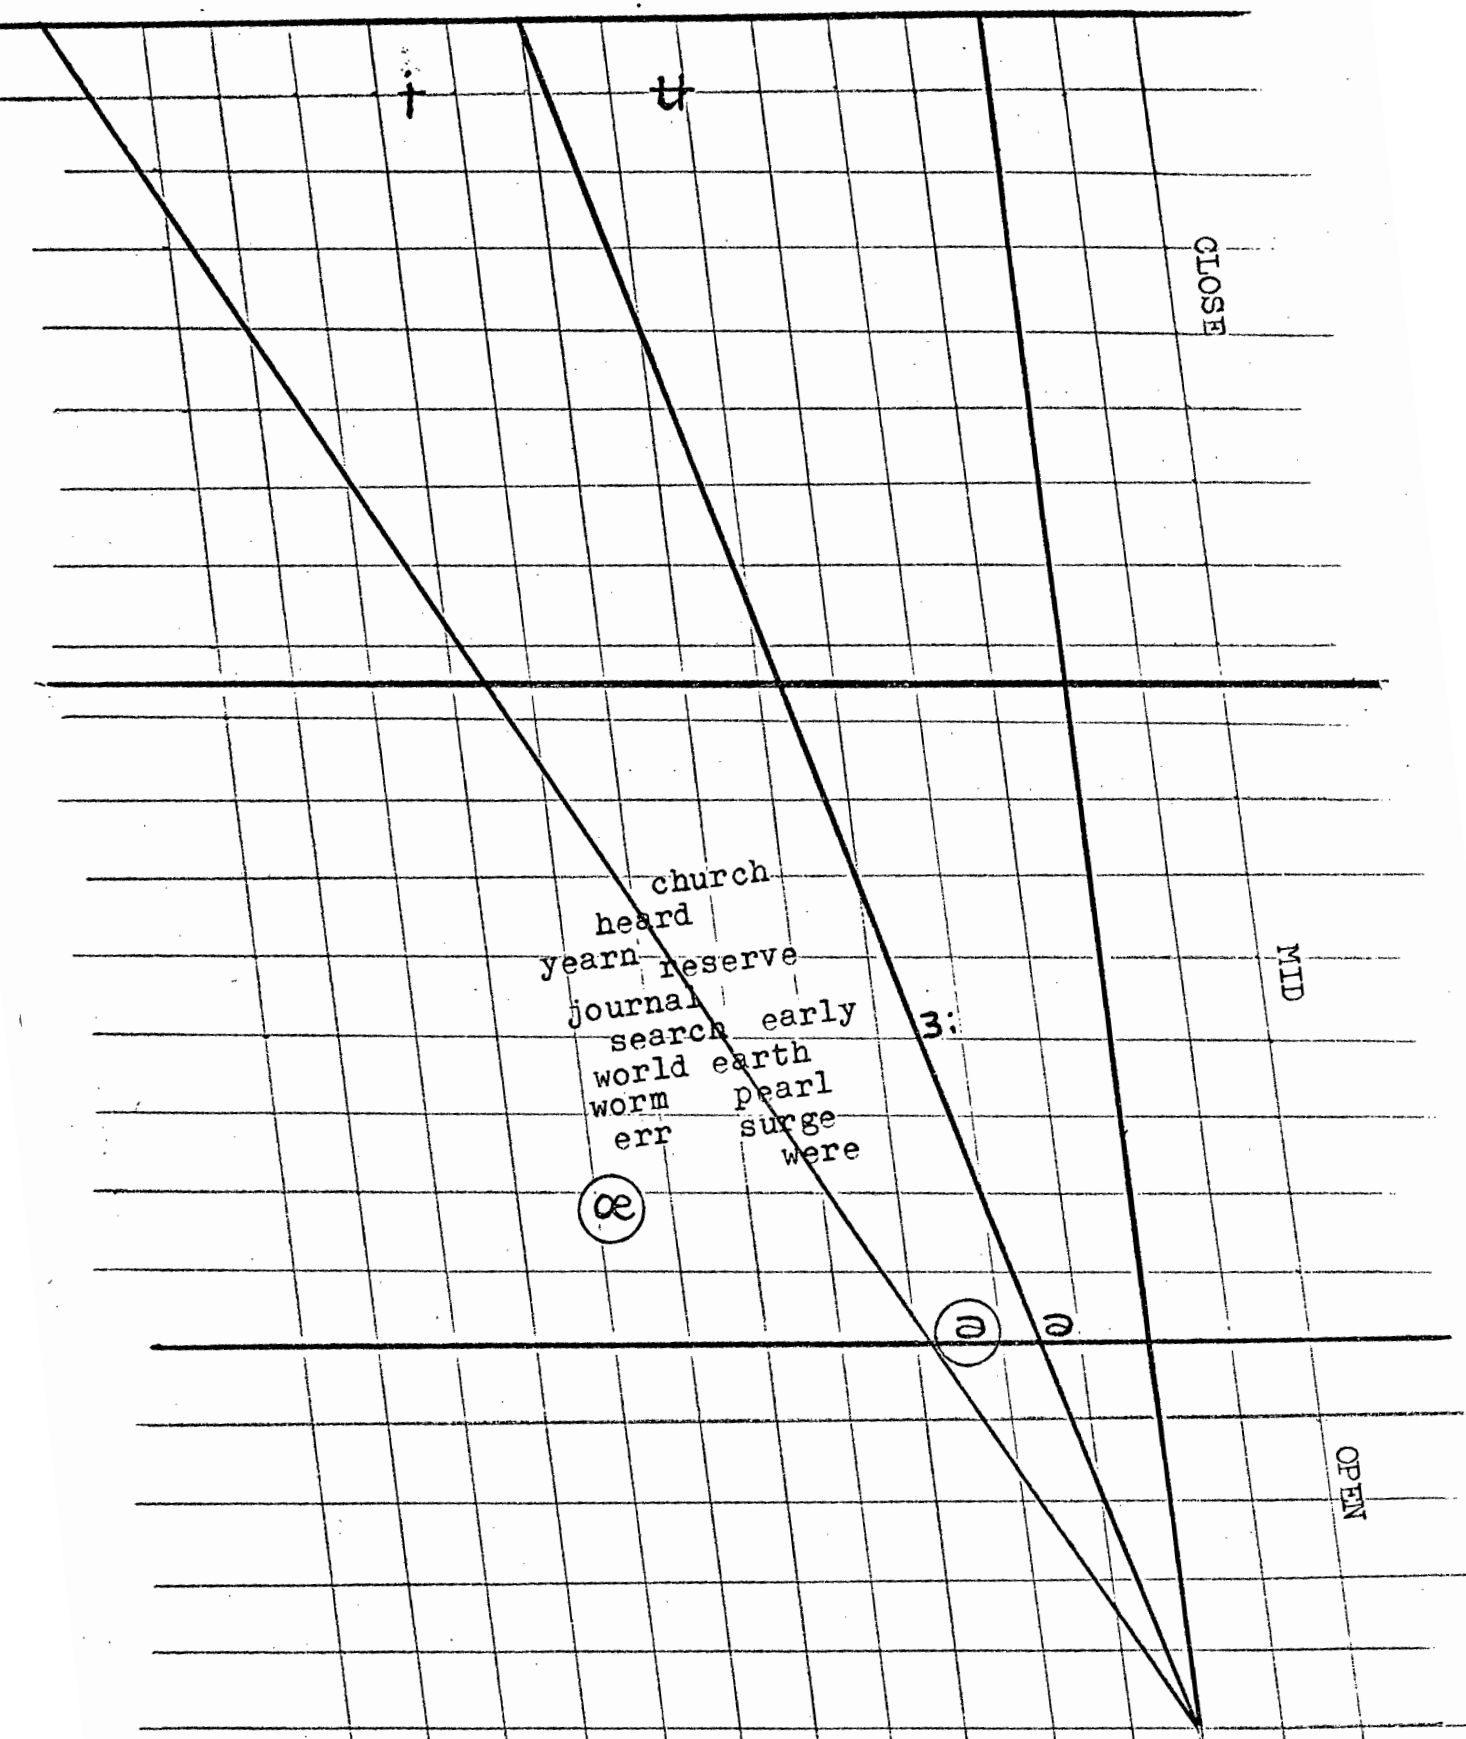 ɨ ʉ
CLOSE
church
heard
yearn reserve
journal
search early
world earth
worm pearl
err surge
were
MID
ɜ:
œ
OPEN